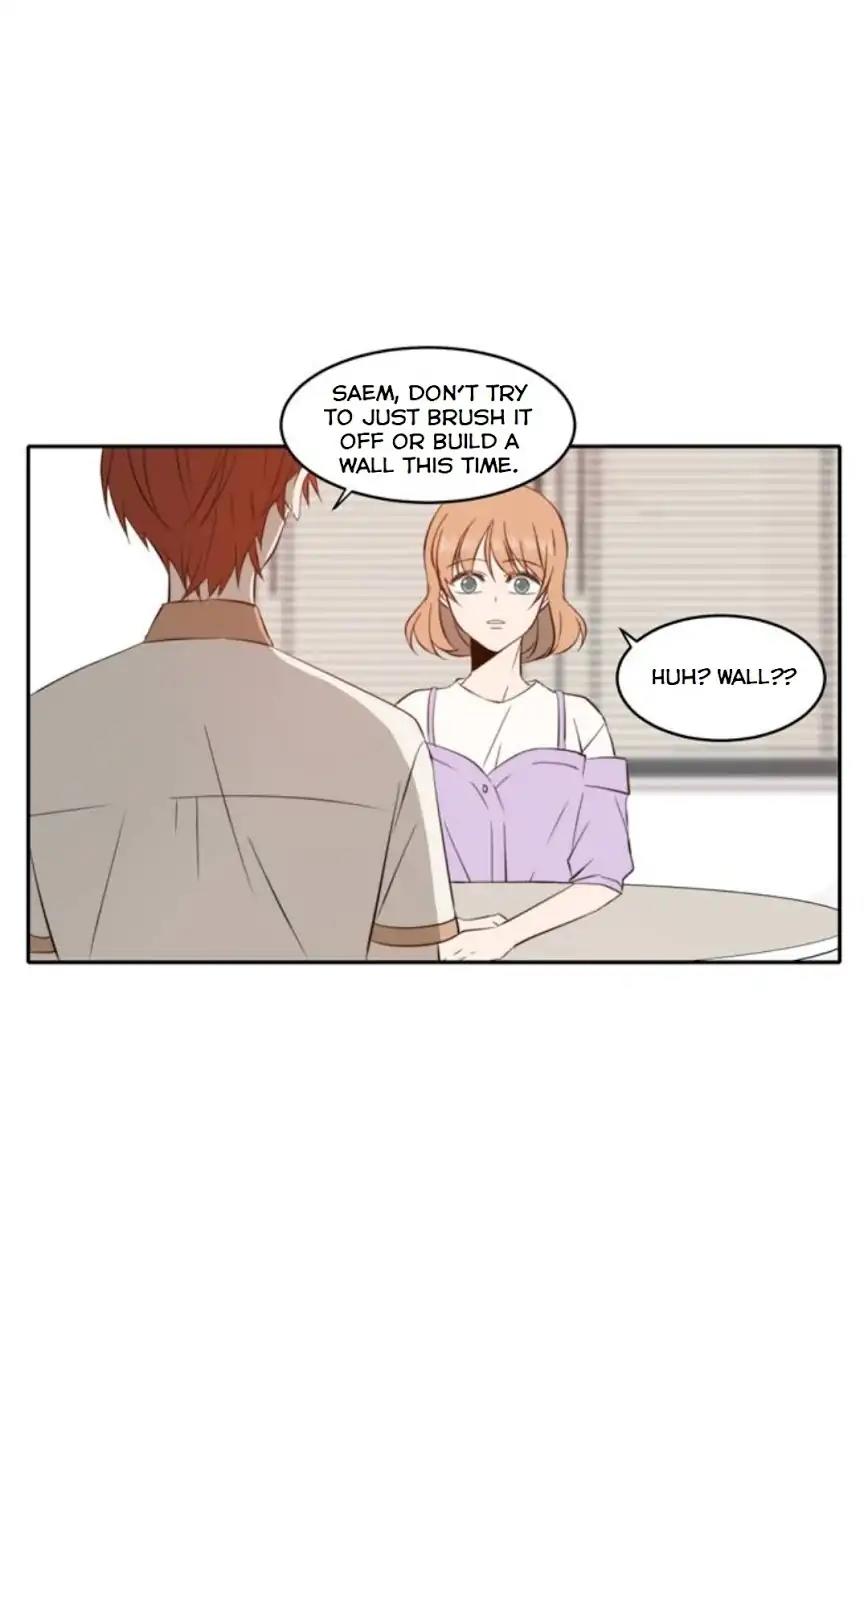 SAEM, DON'T TRY
TO JUST BRUSH IT
OFF OR BUILD A
WALL THIS TIME.
HUH? WALL??